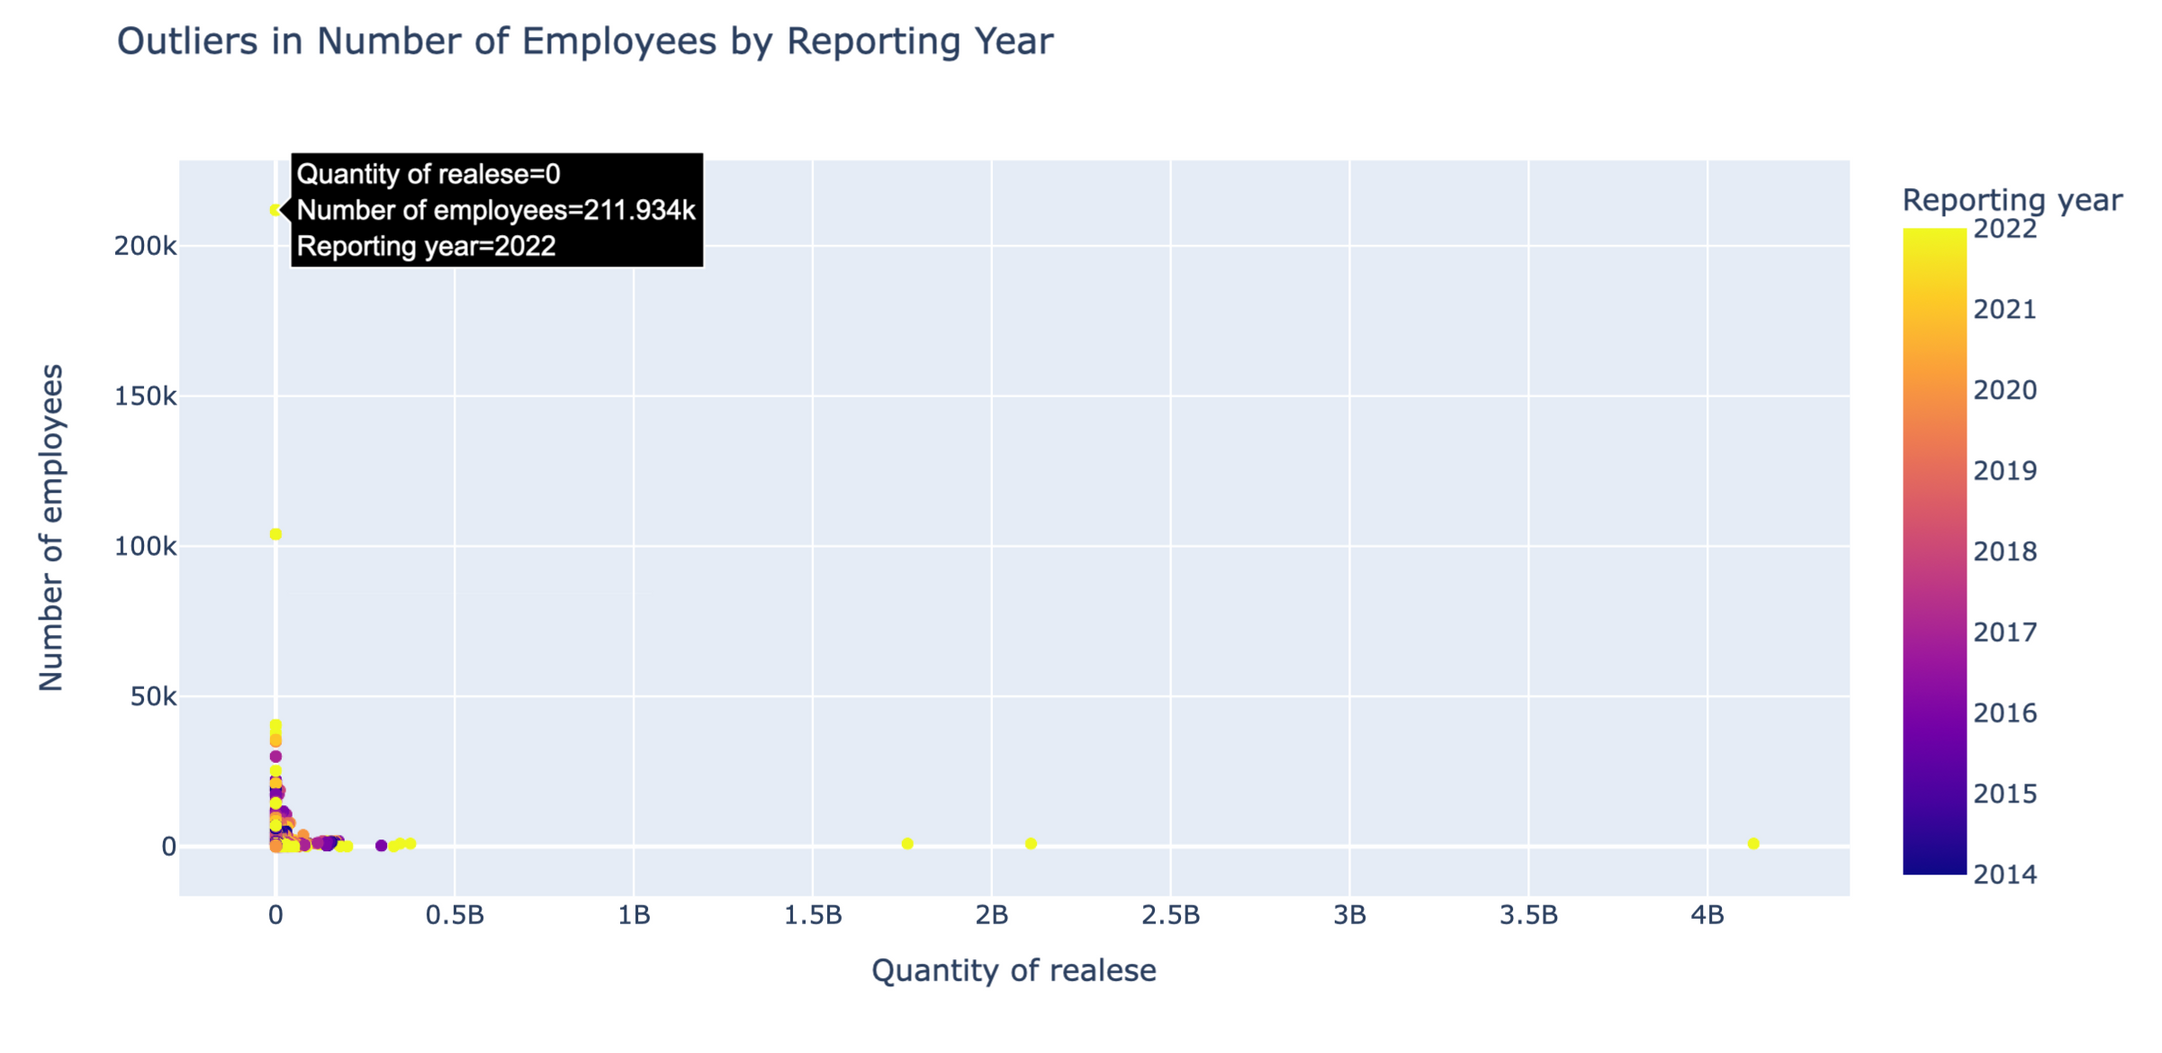 Outliers in Number of Employees by Reporting Year
Quantity of realese=0
Number of employees=211.934k
Reporting year=2022
200k
150k
100k
50k
0
Number of employees
0 0.5B 1B 1.5B 2B 2.5B 3B 3.5B 4B
Quantity of realese
Reporting year
2022
2021
2020
2019
2018
2017
2016
2015
2014